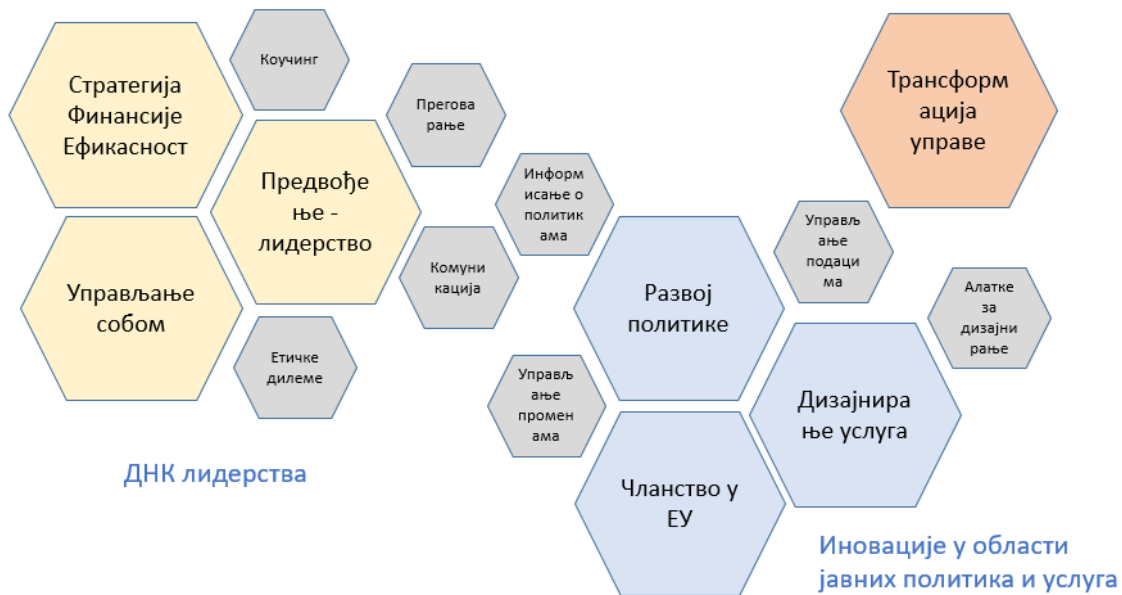 Стратегија
Финансије
Ефикасност
Коучинг
Прегова
рање
Предвође
ње -
лидерство
Информ
исање о
политик
ама
Управљање
собом
Комуни
кација
Етичке
дилеме
ДНК лидерства
Трансформ
ација
управе
Управљ
ање
подаци
ма
Развој
политике
Алатке
за
дизајни
рање
Управљ
ање
промен
ама
Дизајнира
ње услуга
Чланство у
ЕУ
Иновације у области
јавних политика и услуга